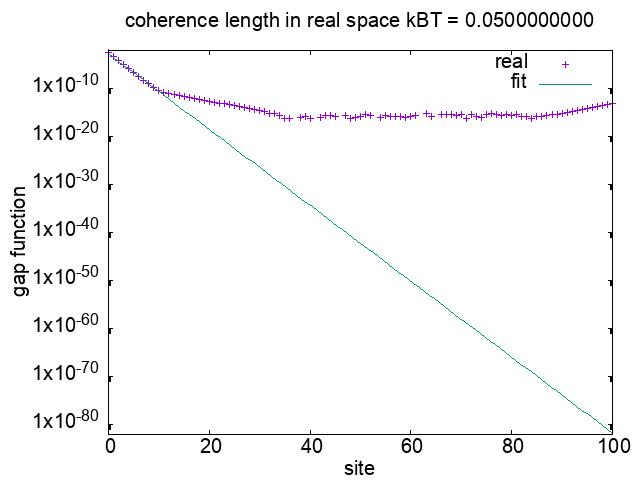 coherence length in real space kBT = 0.0500000000
real
fit
1x10-10
1x10-20
1x10-30
1x10-40
1x10-50
1x10-60
1x10-70
1x10-80
gap function
0 20 40 60 80 100
site